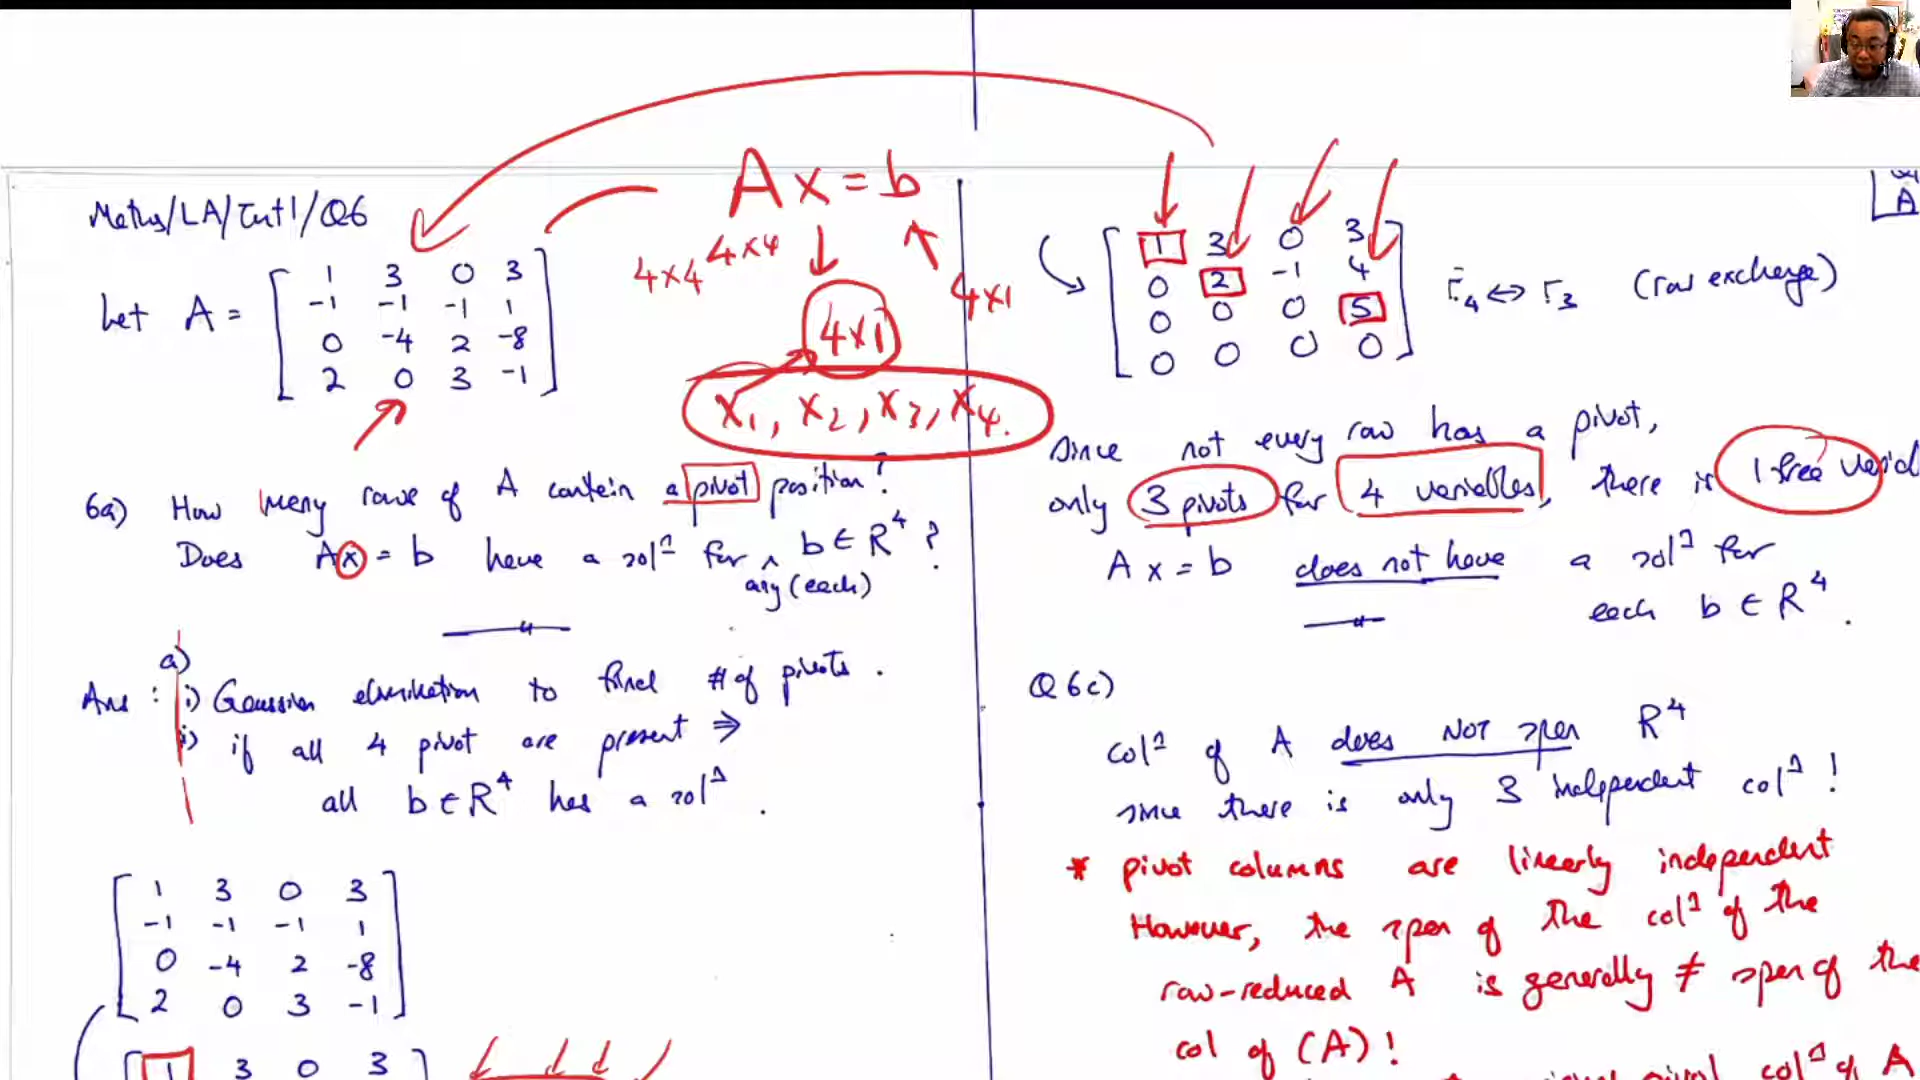 Maths/LA/Tut1/Q6
Let A = [ 1 3 0 3
-1 -1 -1 1
0 -4 2 -8
2 0 3 -1 ]
Ax = b
4x4 4x4
4x1
4x1
x1, x2, x3, x4.
6a) How many rows of A contain a pivot position?
Does Ax = b have a sol^n for ^ b ∈ R^4 ?
any (each)
a)
Ans : i) Gaussian elimination to find # of pivots.
ii) if all 4 pivot are present ⇒
all b ∈ R^4 has a sol^n.
1 3 0 3
-1 -1 -1 1
0 -4 2 -8
2 0 3 -1
1 3 0 3
1 3 0 3
0 2 -1 4
0 0 0 5
0 0 0 0
r4 ↔ r3 (row exchange)
A
Since not every row has a pivot,
only 3 pivots for 4 variables, there is 1 free
Ax = b does not have a sol^n for
each b ∈ R^4.
Q6c)
col^n of A does NOT span R^4
since there is only 3 independent col^n !
* pivot columns are linearly independent
However, the span of the col^n of the
row-reduced A is generally ≠ span of the
col of (A) !
pivot col^n of A